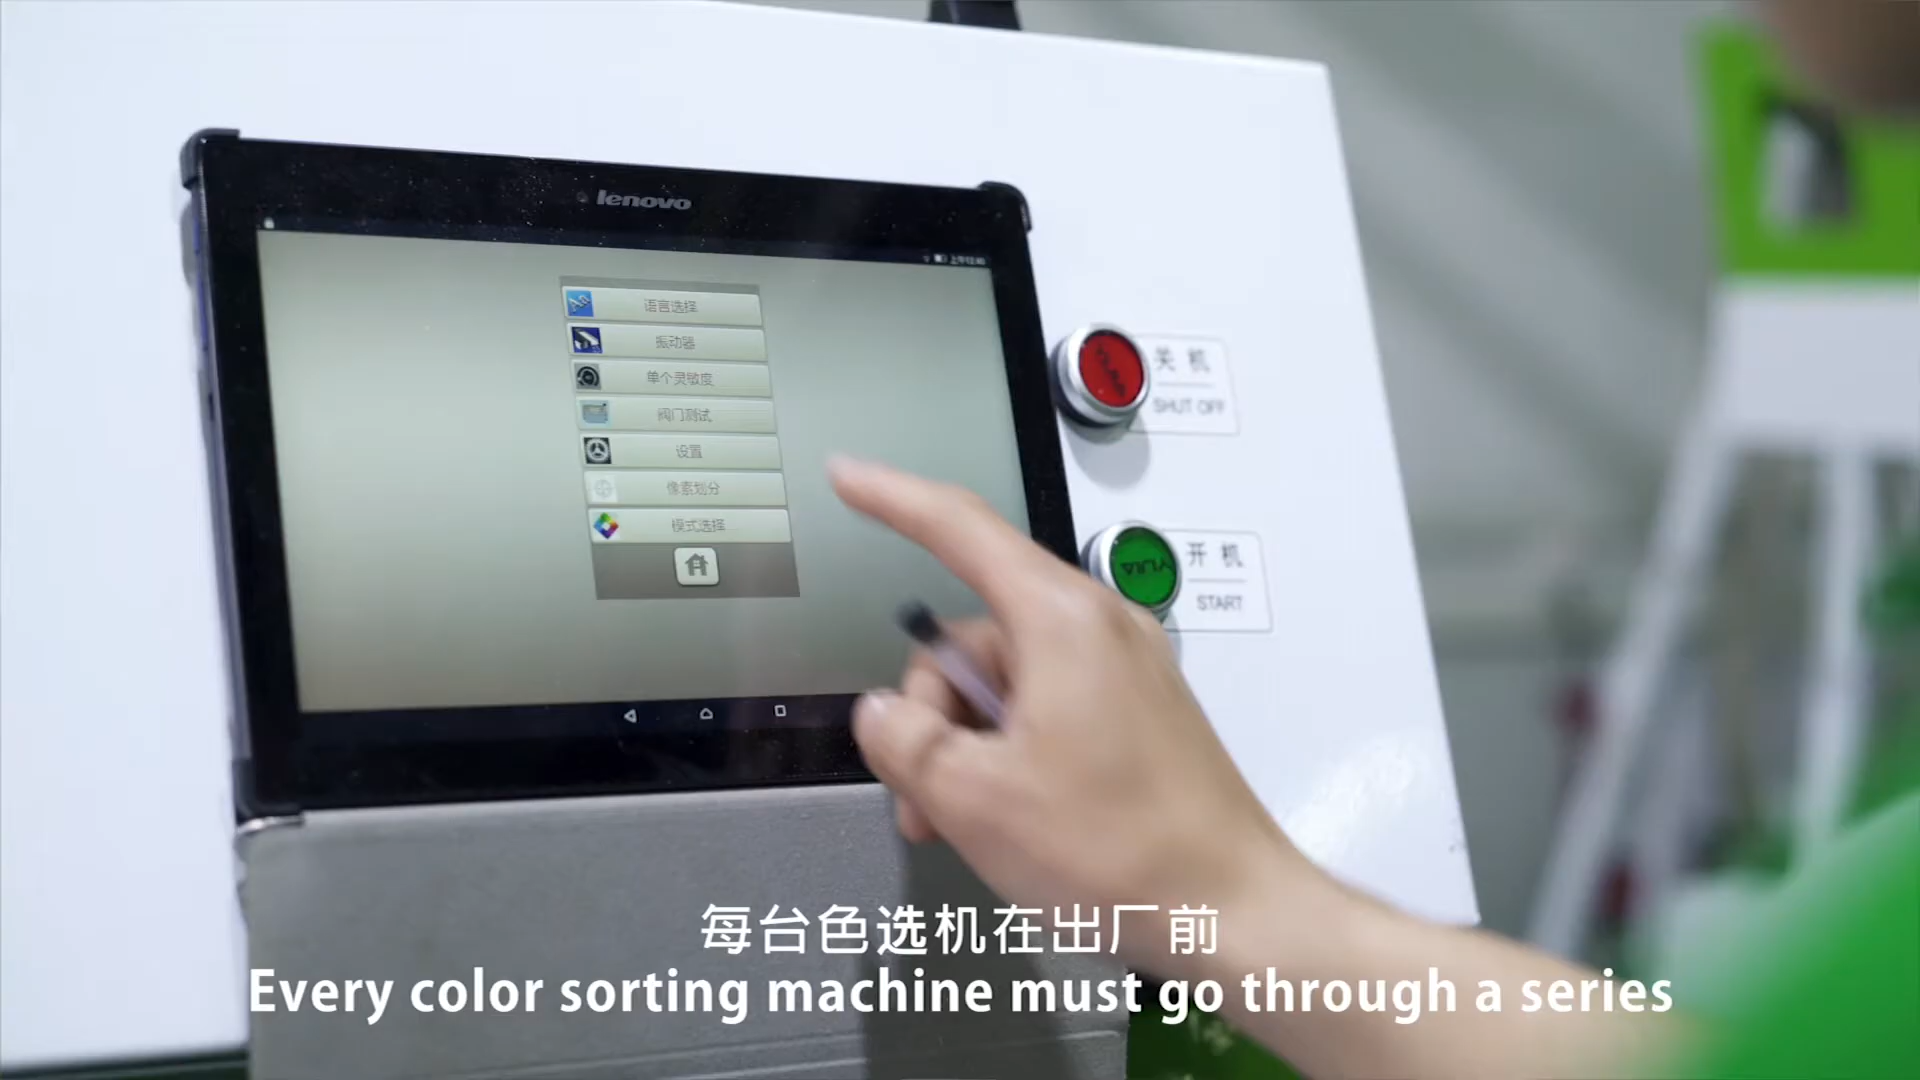 lenovo
语言选择
振动器
单个灵敏度
阀门测试
设置
像素划分
模式选择
关机
SHUT OFF
开机
START
每台色选机在出厂前
Every color sorting machine must go through a series